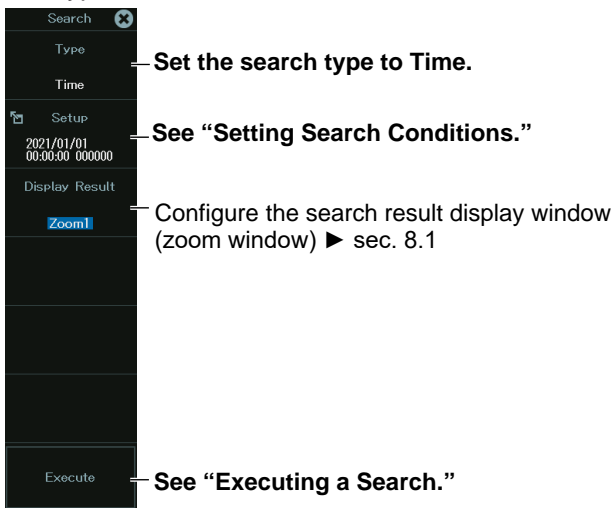 Search
Type
Time
Set the search type to Time.
Setup
2021/01/01
00:00:00 000000
See “Setting Search Conditions.”
Display Result
Zoom1
Configure the search result display window
(zoom window) ► sec. 8.1
Execute
See “Executing a Search.”